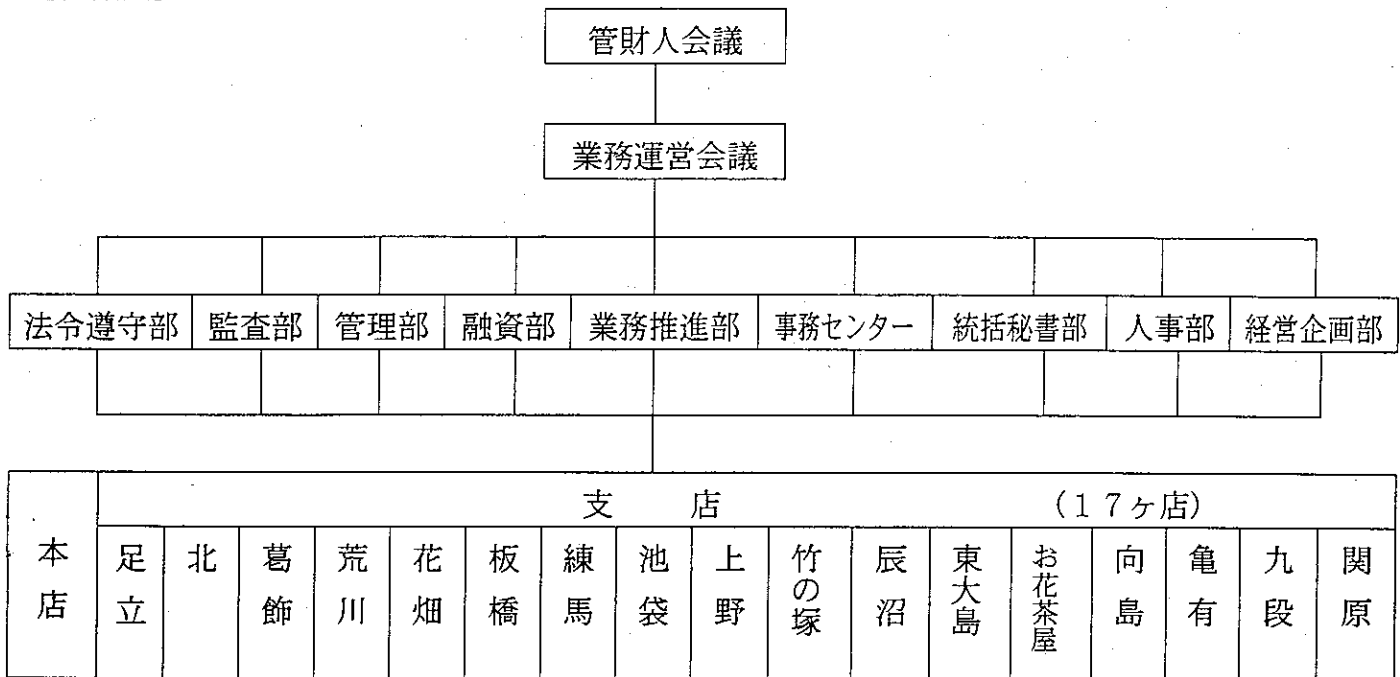 管財人会議
業務運営会議
法令遵守部 監査部 管理部 融資部 業務推進部 事務センター 統括秘書部 人事部 経営企画部
本店
支店 (17ヶ店)
足立 北 葛飾 荒川 花畑 板橋 練馬 池袋 上野 竹の塚 辰沼 東大島 お花茶屋 向島 亀有 九段 関原